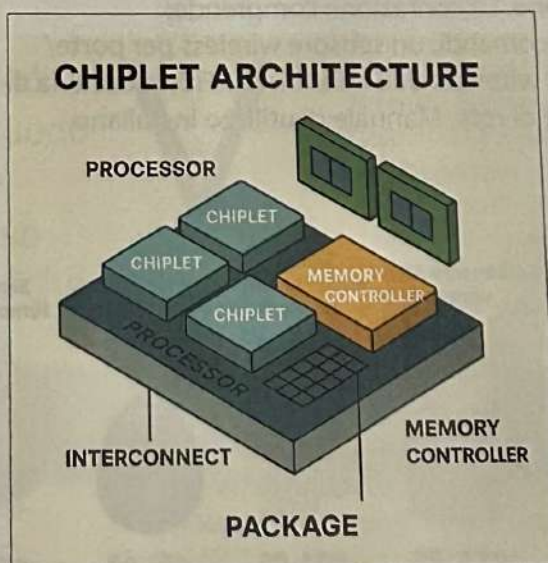 CHIPLET ARCHITECTURE
PROCESSOR
CHIPLET
CHIPLET
MEMORY
CONTROLLER
CHIPLET
PROCESSOR
INTERCONNECT
MEMORY
CONTROLLER
PACKAGE